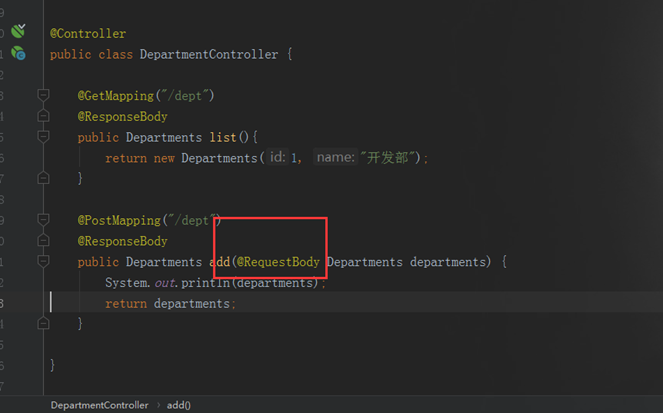 @Controller
public class DepartmentController {
@GetMapping("/dept")
@ResponseBody
public Departments list(){
return new Departments( id: 1, name: "开发部");
}
@PostMapping("/dept")
@ResponseBody
public Departments add(@RequestBody Departments departments) {
System.out.println(departments);
return departments;
}
}
DepartmentController › add()